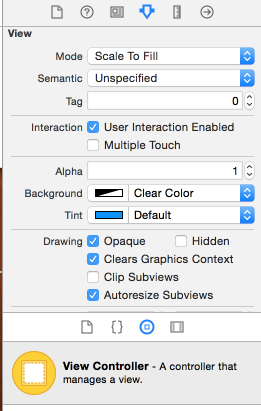 View
Mode Scale To Fill
Semantic Unspecified
Tag 0
Interaction User Interaction Enabled
Multiple Touch
Alpha 1
Background Clear Color
Tint Default
Drawing Opaque Hidden
Clears Graphics Context
Clip Subviews
Autoresize Subviews
View Controller - A controller that
manages a view.